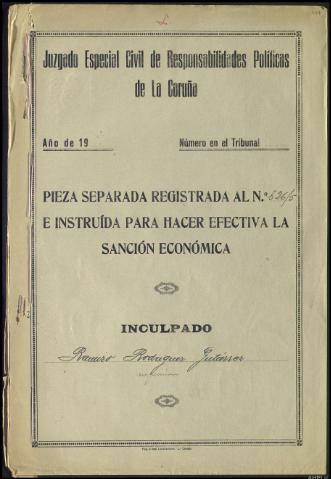 Juzgado Especial Civil de Responsabilidades Políticas
de La Coruña
Año de 19
Número en el Tribunal
PIEZA SEPARADA REGISTRADA AL N.º 626/5
E INSTRUÍDA PARA HACER EFECTIVA LA
SANCIÓN ECONÓMICA
INCULPADO
Ramiro Rodriguez Gutiérrez